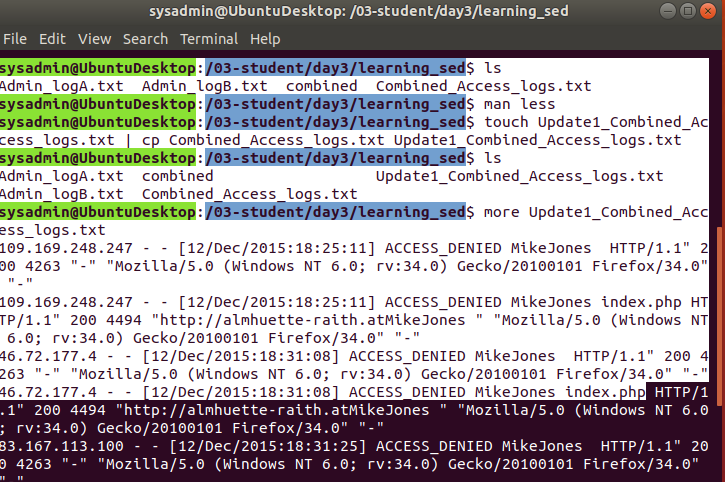 sysadmin@UbuntuDesktop: /03-student/day3/learning_sed
File Edit View Search Terminal Help
sysadmin@UbuntuDesktop:/03-student/day3/learning_sed$ ls
Admin_logA.txt  Admin_logB.txt  combined  Combined_Access_logs.txt
sysadmin@UbuntuDesktop:/03-student/day3/learning_sed$ man less
sysadmin@UbuntuDesktop:/03-student/day3/learning_sed$ touch Update1_Combined_Ac
cess_logs.txt | cp Combined_Access_logs.txt Update1_Combined_Access_logs.txt
sysadmin@UbuntuDesktop:/03-student/day3/learning_sed$ ls
Admin_logA.txt  combined                  Update1_Combined_Access_logs.txt
Admin_logB.txt  Combined_Access_logs.txt
sysadmin@UbuntuDesktop:/03-student/day3/learning_sed$ more Update1_Combined_Acc
ess_logs.txt
109.169.248.247 - - [12/Dec/2015:18:25:11] ACCESS_DENIED MikeJones  HTTP/1.1" 2
00 4263 "-" "Mozilla/5.0 (Windows NT 6.0; rv:34.0) Gecko/20100101 Firefox/34.0"
 "-"
109.169.248.247 - - [12/Dec/2015:18:25:11] ACCESS_DENIED MikeJones index.php HT
TP/1.1" 200 4494 "http://almhuette-raith.atMikeJones " "Mozilla/5.0 (Windows NT
 6.0; rv:34.0) Gecko/20100101 Firefox/34.0" "-"
46.72.177.4 - - [12/Dec/2015:18:31:08] ACCESS_DENIED MikeJones  HTTP/1.1" 200 4
263 "-" "Mozilla/5.0 (Windows NT 6.0; rv:34.0) Gecko/20100101 Firefox/34.0" "-"
46.72.177.4 - - [12/Dec/2015:18:31:08] ACCESS_DENIED MikeJones index.php HTTP/1
.1" 200 4494 "http://almhuette-raith.atMikeJones " "Mozilla/5.0 (Windows NT 6.0
; rv:34.0) Gecko/20100101 Firefox/34.0" "-"
83.167.113.100 - - [12/Dec/2015:18:31:25] ACCESS_DENIED MikeJones  HTTP/1.1" 20
0 4263 "-" "Mozilla/5.0 (Windows NT 6.0; rv:34.0) Gecko/20100101 Firefox/34.0"
"-"